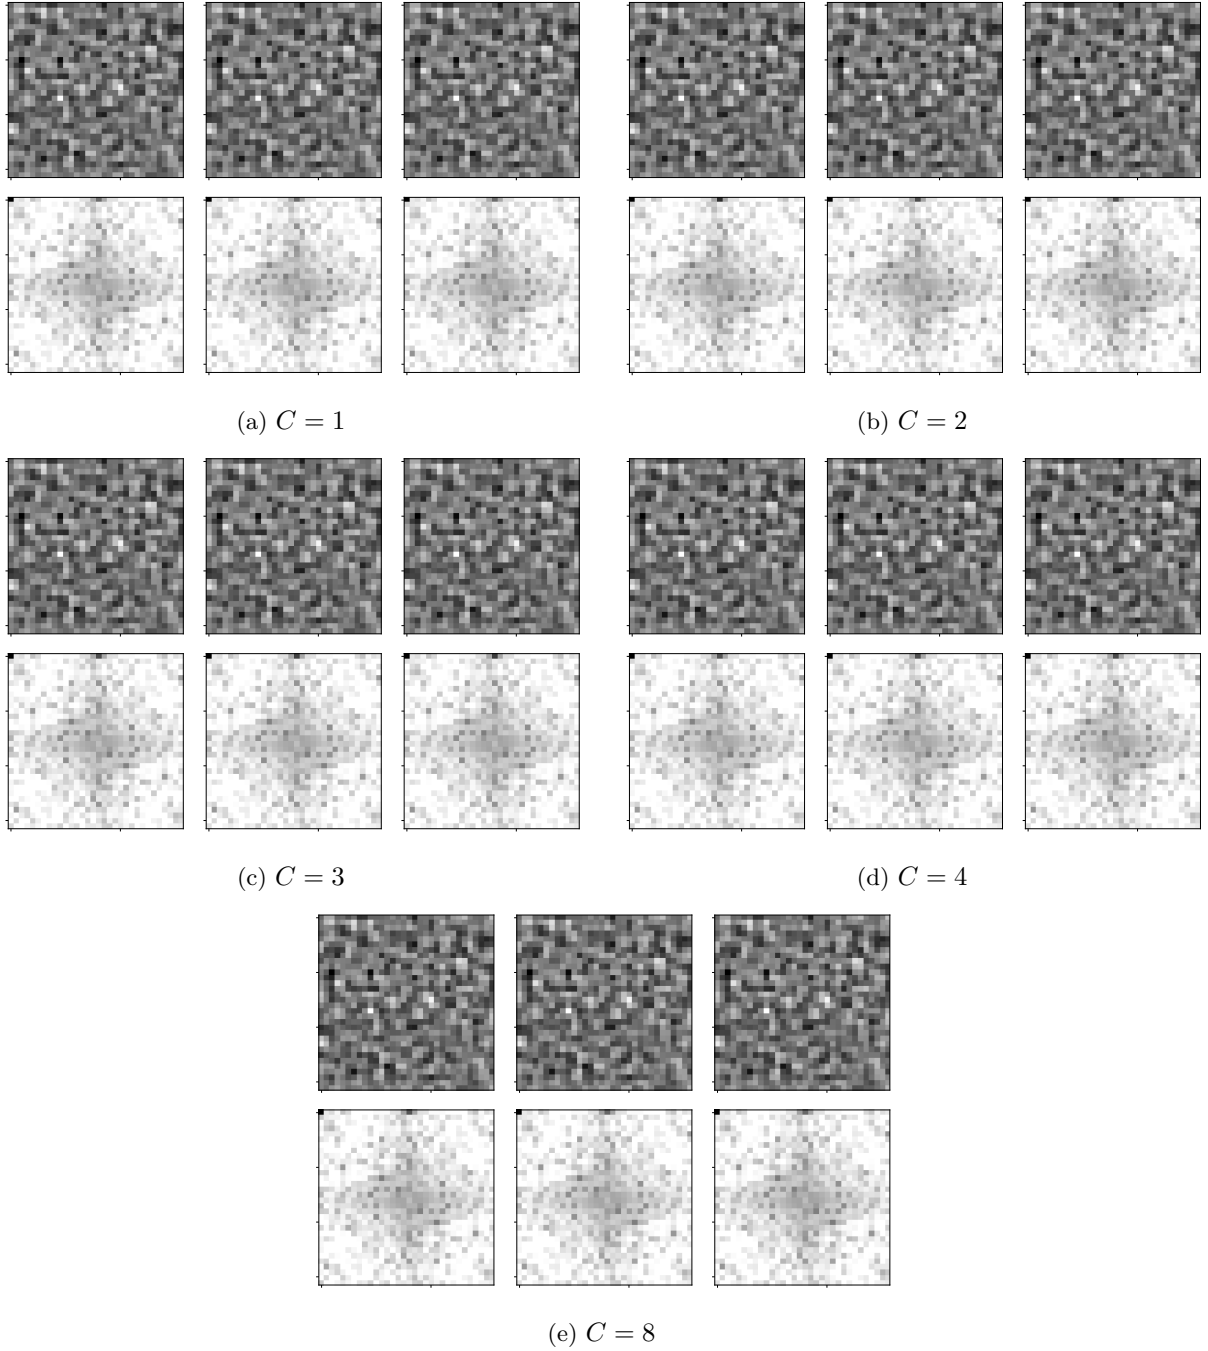 (a) C = 1
(b) C = 2
(c) C = 3
(d) C = 4
(e) C = 8